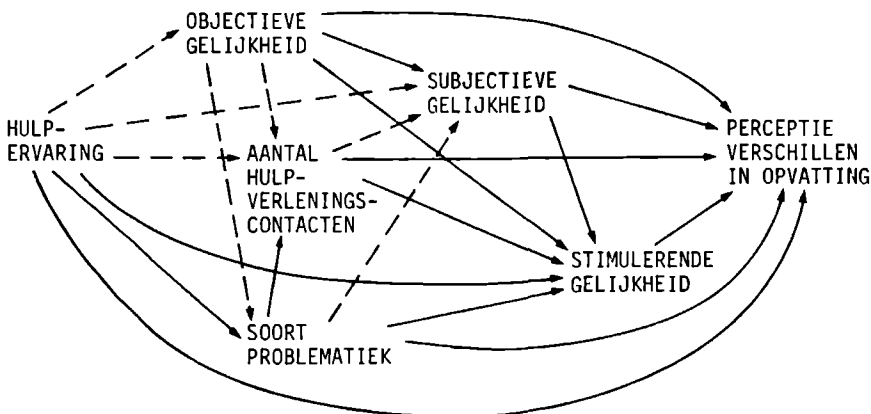 OBJECTIEVE
GELIJKHEID
SUBJECTIEVE
GELIJKHEID
HULP-
ERVARING
AANTAL
HULP-
VERLENINGS-
CONTACTEN
PERCEPTIE
VERSCHILLEN
IN OPVATTING
STIMULERENDE
GELIJKHEID
SOORT
PROBLEMATIEK